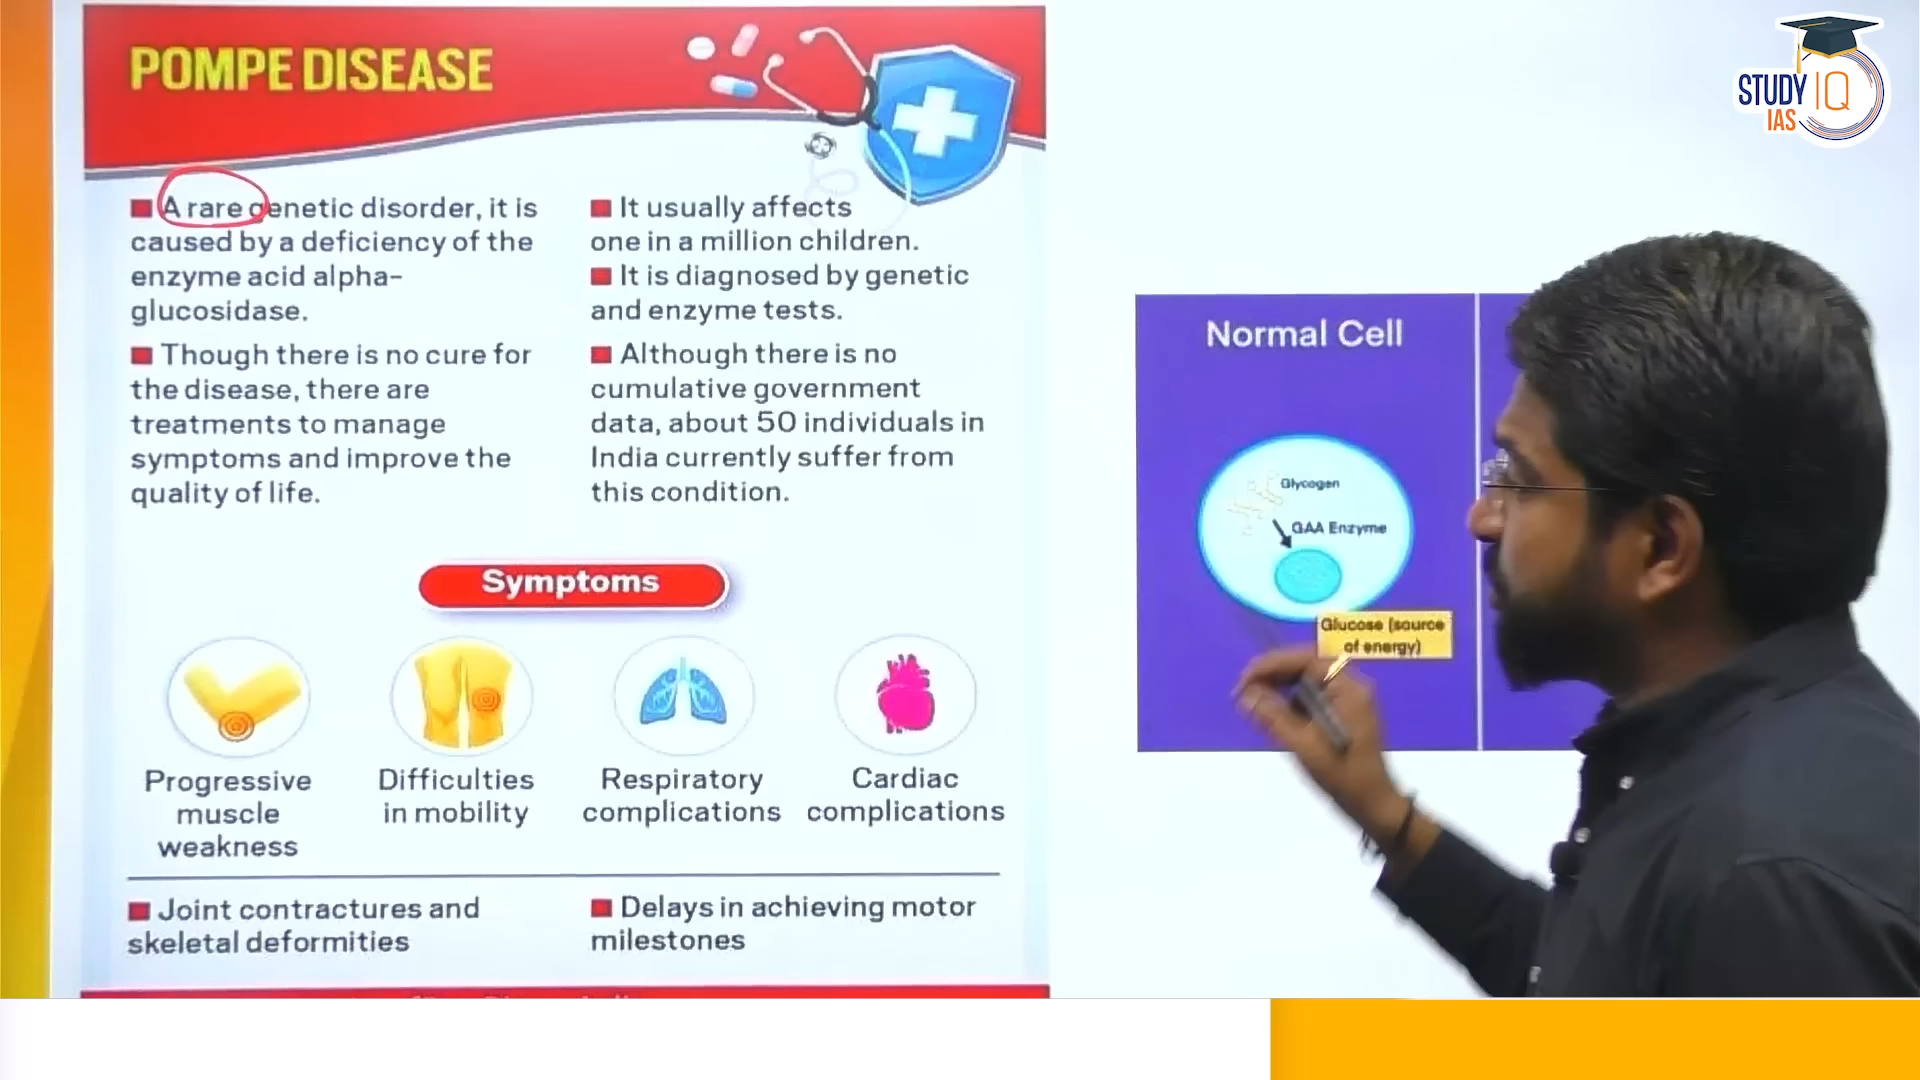 POMPE DISEASE
A rare genetic disorder, it is
caused by a deficiency of the
enzyme acid alpha-
glucosidase.
Though there is no cure for
the disease, there are
treatments to manage
symptoms and improve the
quality of life.
It usually affects
one in a million children.
It is diagnosed by genetic
and enzyme tests.
Although there is no
cumulative government
data, about 50 individuals in
India currently suffer from
this condition.
Symptoms
Progressive
muscle
weakness
Difficulties
in mobility
Respiratory
complications
Cardiac
complications
Joint contractures and
skeletal deformities
Delays in achieving motor
milestones
Normal Cell
Glycogen
GAA Enzyme
Glucose (source
of energy)
STUDY IQ
IAS